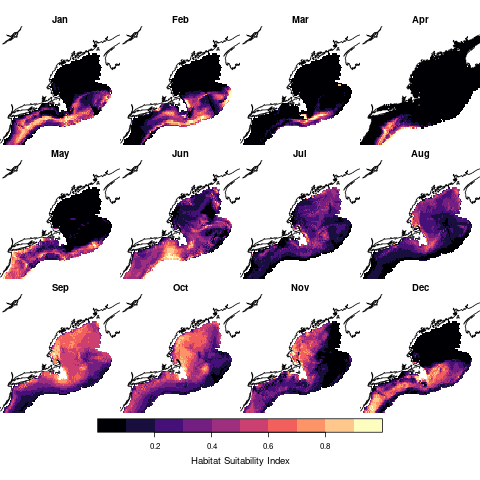 Jan Feb Mar Apr
May Jun Jul Aug
Sep Oct Nov Dec
0.2 0.4 0.6 0.8
Habitat Suitability Index